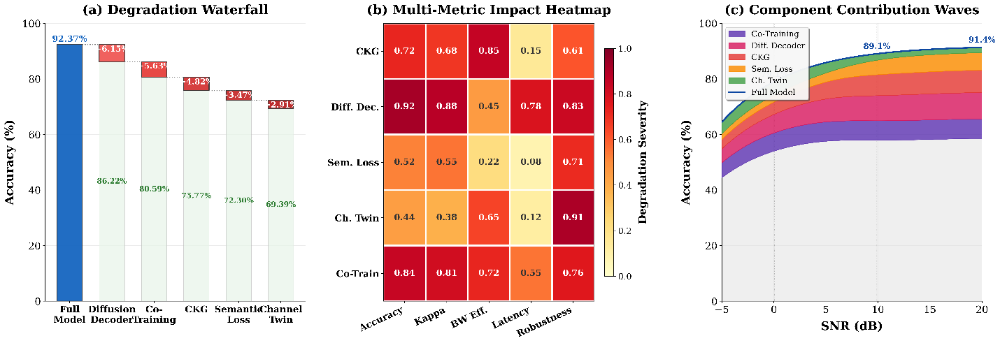 (a) Degradation Waterfall
Accuracy (%)
100
80
60
40
20
0
92.37%
-6.15%
-5.63%
-4.82%
-3.47%
-2.91%
86.22%
80.59%
75.77%
72.30%
69.39%
Full Model
Diffusion Decoder
Co-Training
CKG
Semantic Loss
Channel Twin
(b) Multi-Metric Impact Heatmap
CKG 0.72 0.68 0.85 0.15 0.61
Diff. Dec. 0.92 0.88 0.45 0.78 0.83
Sem. Loss 0.52 0.55 0.22 0.08 0.71
Ch. Twin 0.44 0.38 0.65 0.12 0.91
Co-Train 0.84 0.81 0.72 0.55 0.76
Accuracy
Kappa
BW Eff.
Latency
Robustness
1.0
0.8
0.6
0.4
0.2
0.0
Degradation Severity
(c) Component Contribution Waves
Accuracy (%)
100
80
60
40
20
0
Co-Training
Diff. Decoder
CKG
Sem. Loss
Ch. Twin
Full Model
89.1%
91.4%
−5 0 5 10 15 20
SNR (dB)